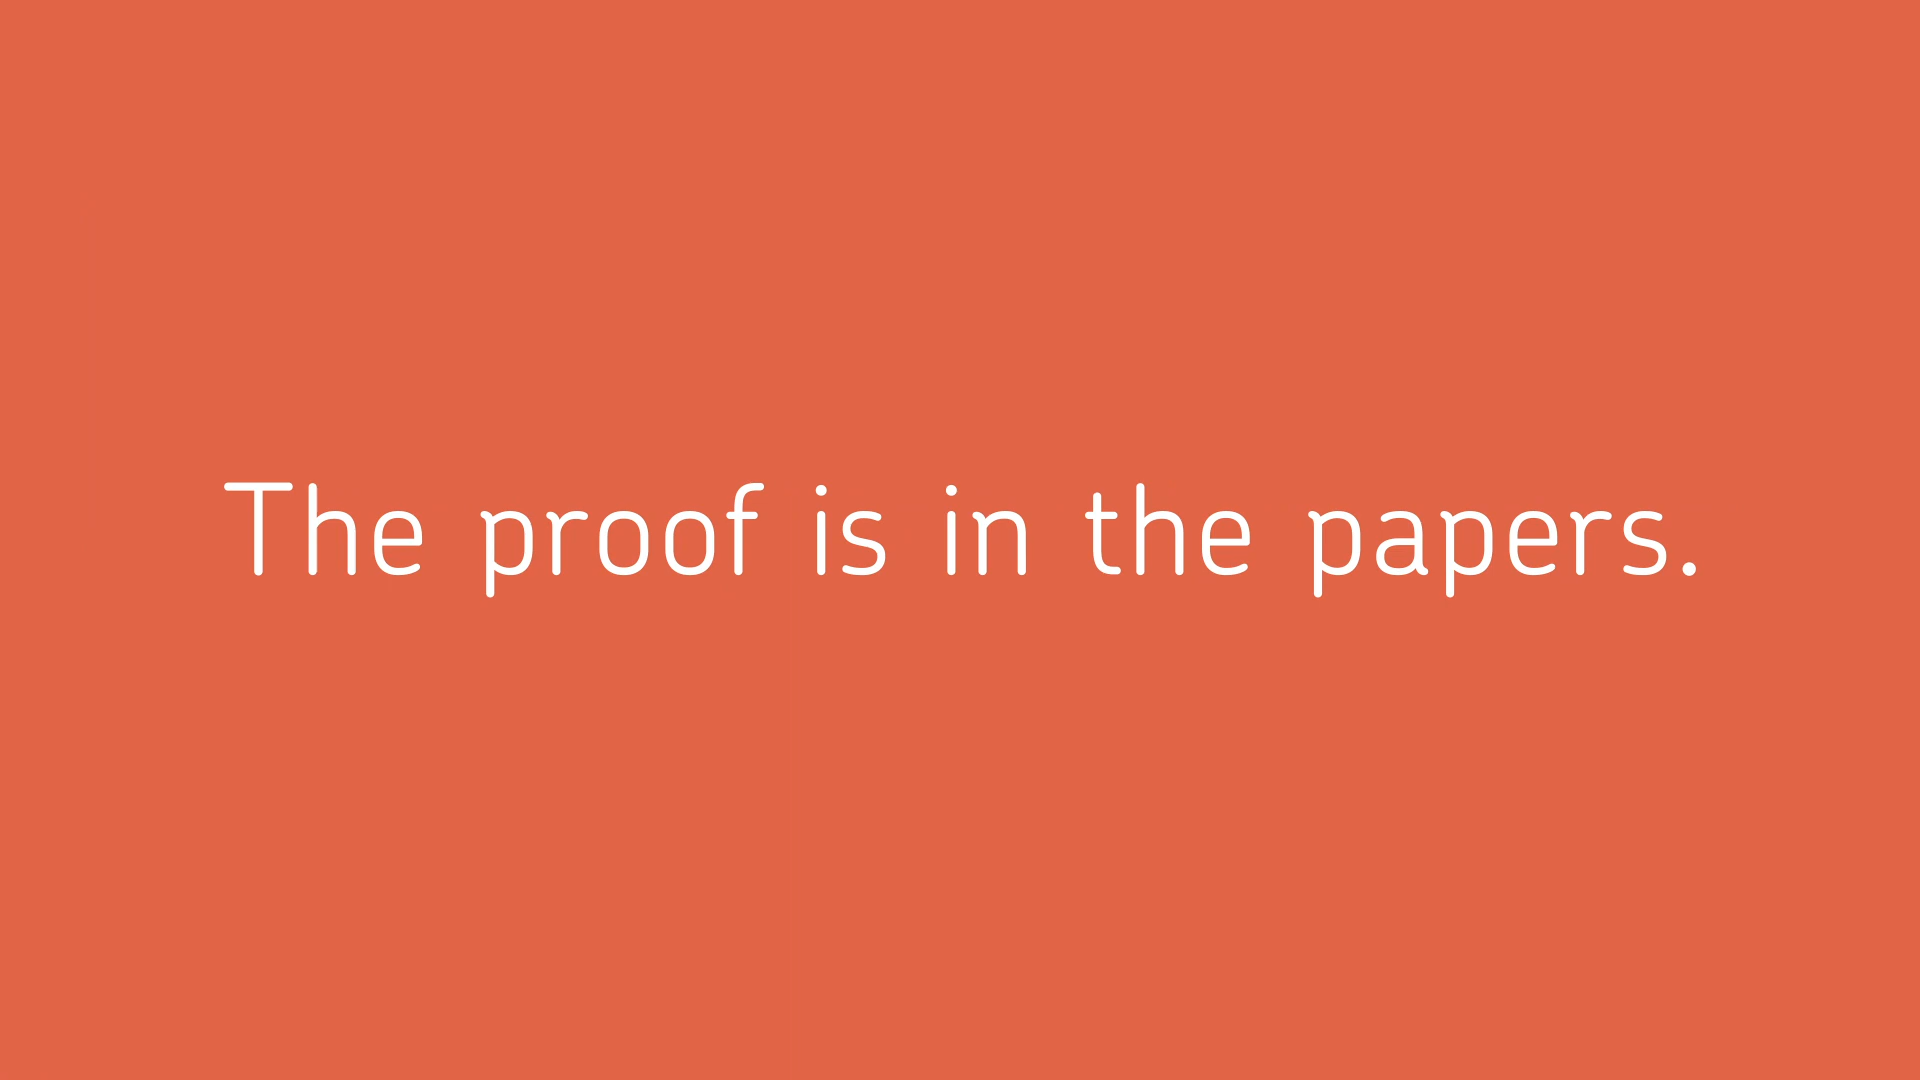 The proof is in the papers.